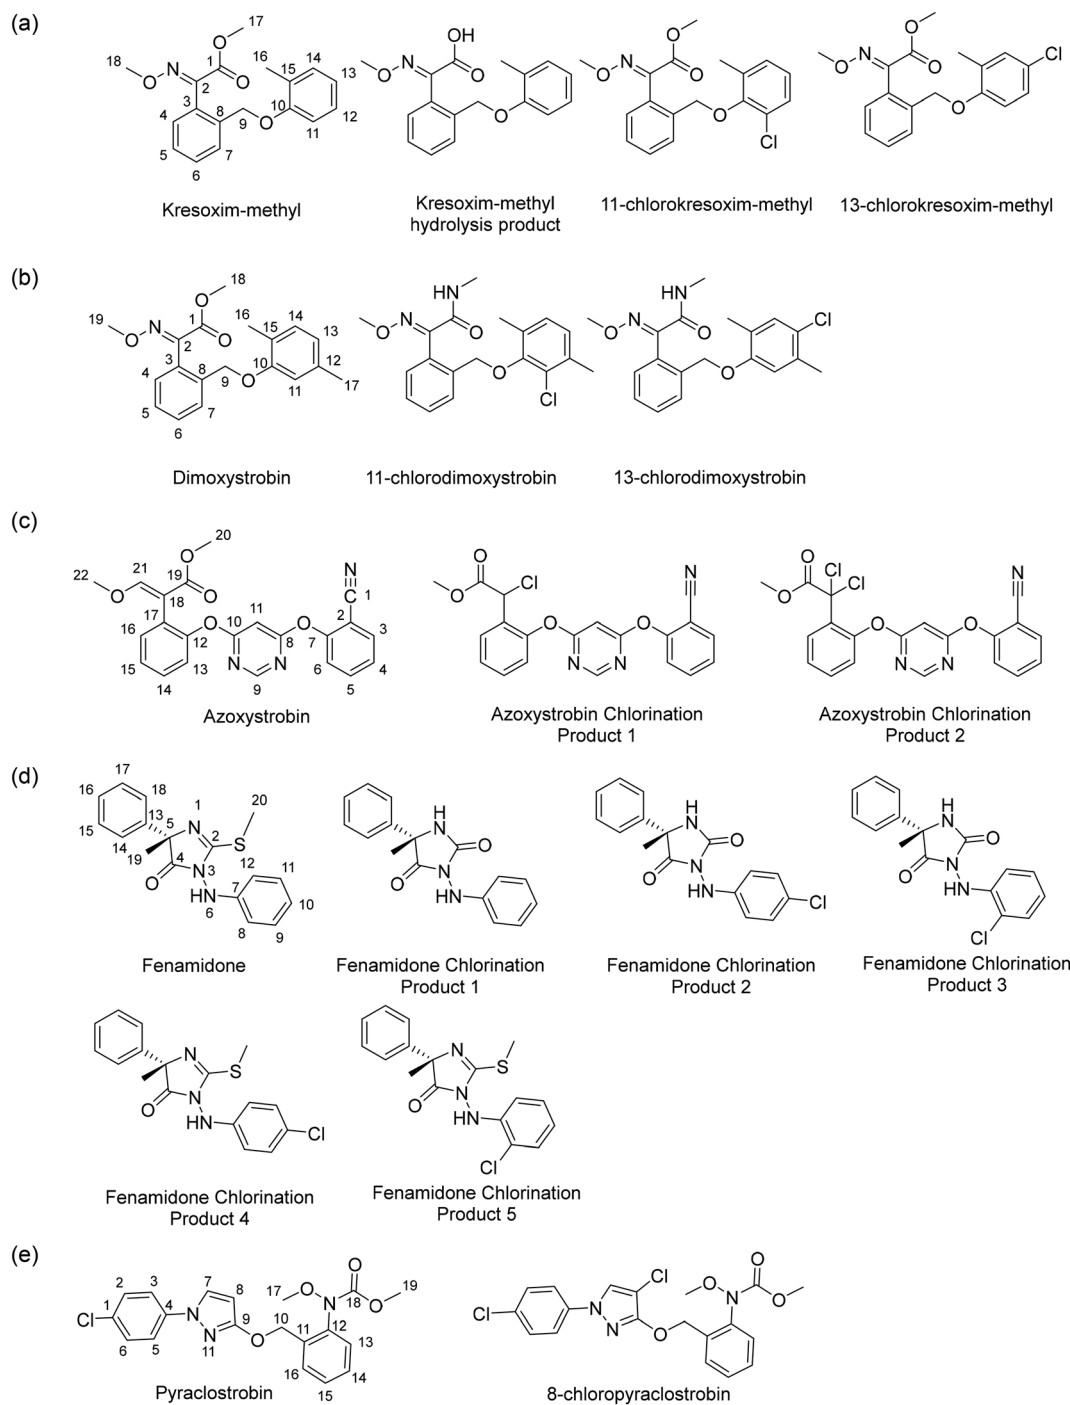 (a)
17
O
18
O
N
1
O
2
3
4
5
6
7
8
9
O
10
11
12
13
14
15
16
Kresoxim-methyl
OH
O
N
O
O
Kresoxim-methyl
hydrolysis product
O
O
N
O
O
Cl
11-chlorokresoxim-methyl
O
O
N
O
O
Cl
13-chlorokresoxim-methyl
(b)
18
O
19
O
N
1
O
2
3
4
5
6
7
8
9
O
10
11
12
13
14
15
16
17
Dimoxystrobin
HN
O
N
O
O
Cl
11-chlorodimoxystrobin
HN
O
N
O
O
Cl
13-chlorodimoxystrobin
(c)
20
O
21
22
O
19
O
18
17
16
15
14
13
12
O
10
11
8
N
N
9
O
7
6
5
4
3
2
1
N
Azoxystrobin
O
O
Cl
O
N
N
O
N
Azoxystrobin Chlorination
Product 1
O
Cl
O
Cl
O
N
N
O
N
Azoxystrobin Chlorination
Product 2
(d)
17
16
18
15
13
14
1
5
N
20
2
S
12
19
4
O
N
3
HN
6
7
11
10
8
9
Fenamidone
H
N
O
O
N
HN
Fenamidone Chlorination
Product 1
H
N
O
O
N
HN
Cl
Fenamidone Chlorination
Product 2
H
N
O
O
N
HN
Cl
Fenamidone Chlorination
Product 3
N
S
O
N
HN
Cl
Fenamidone Chlorination
Product 4
N
S
O
N
HN
Cl
Fenamidone Chlorination
Product 5
(e)
2
3
Cl
1
4
6
5
7
8
N
N
11
9
O
10
17
O
N
O
18
O
19
12
11
13
16
14
15
Pyraclostrobin
Cl
Cl
N
N
O
O
N
O
O
8-chloropyraclostrobin